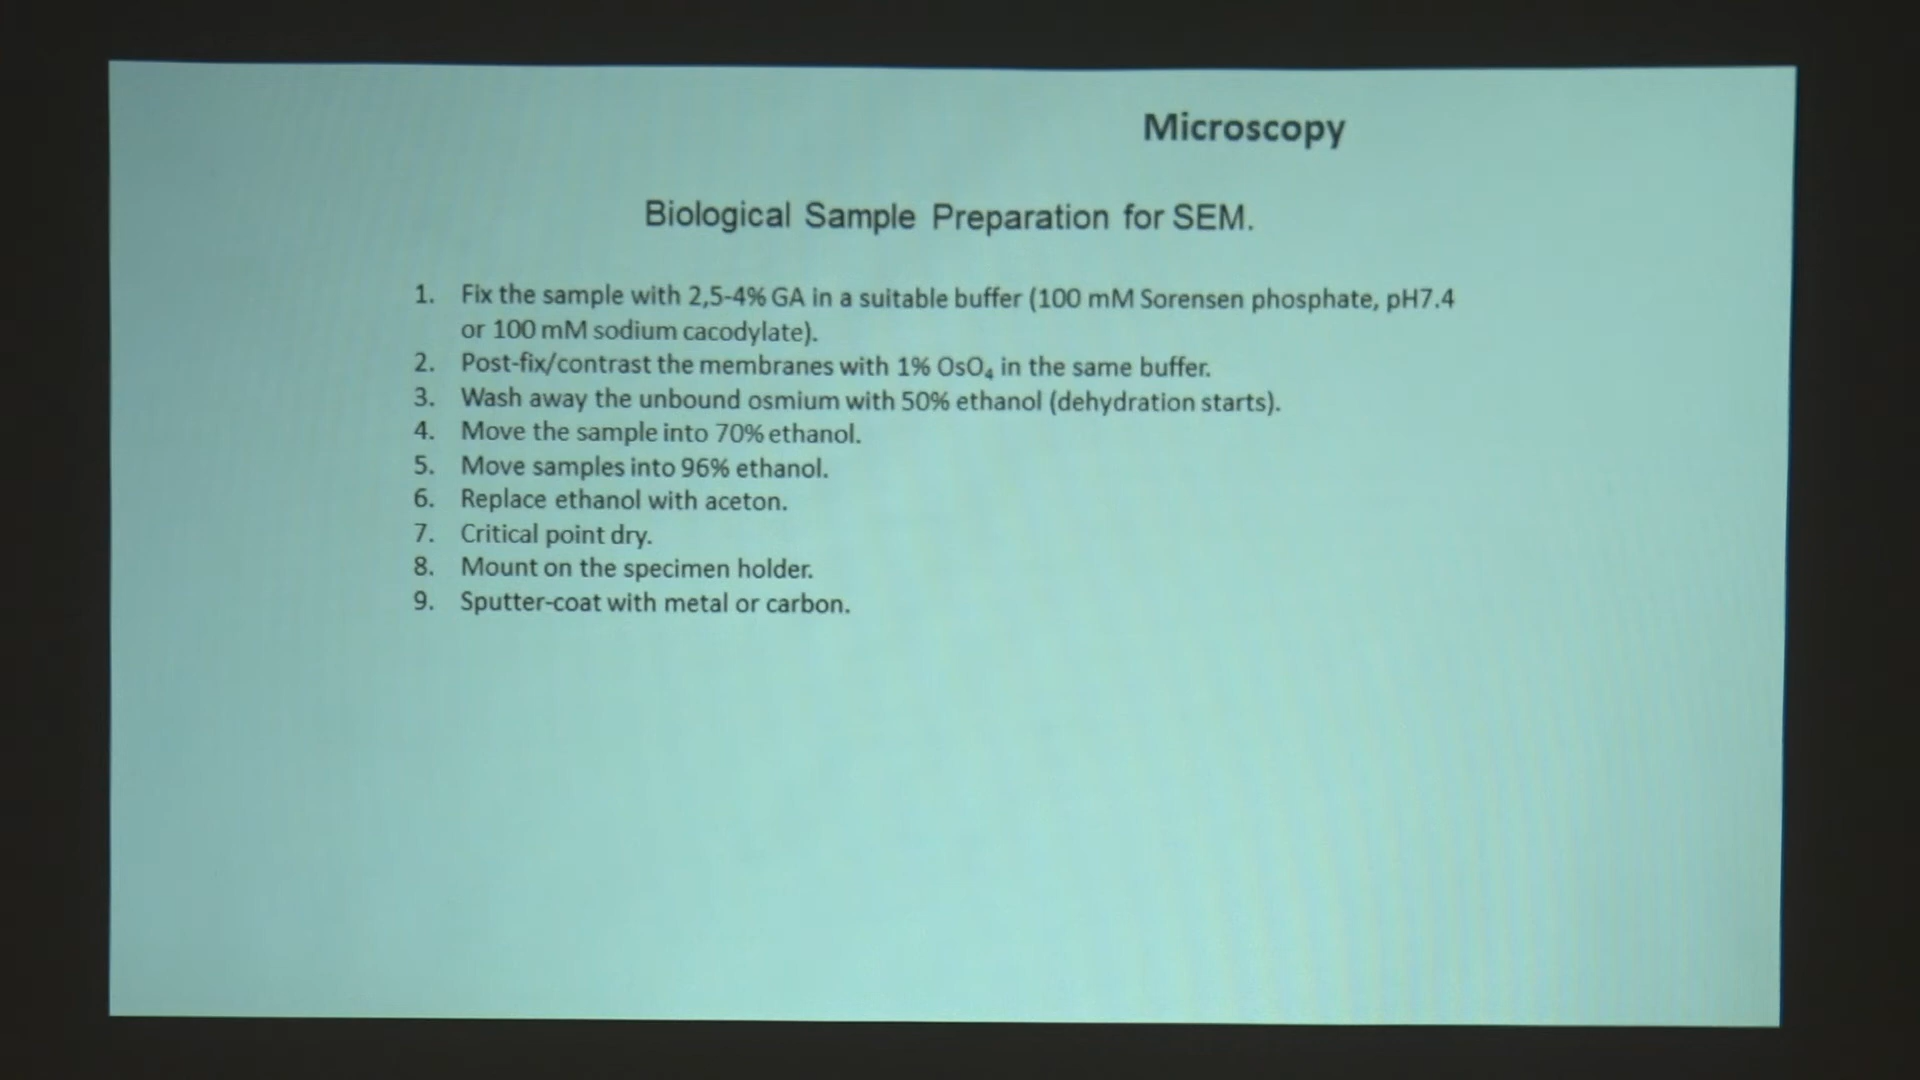 Microscopy
Biological Sample Preparation for SEM.
1. Fix the sample with 2,5-4% GA in a suitable buffer (100 mM Sorensen phosphate, pH7.4
or 100 mM sodium cacodylate).
2. Post-fix/contrast the membranes with 1% OsO₄ in the same buffer.
3. Wash away the unbound osmium with 50% ethanol (dehydration starts).
4. Move the sample into 70% ethanol.
5. Move samples into 96% ethanol.
6. Replace ethanol with aceton.
7. Critical point dry.
8. Mount on the specimen holder.
9. Sputter-coat with metal or carbon.